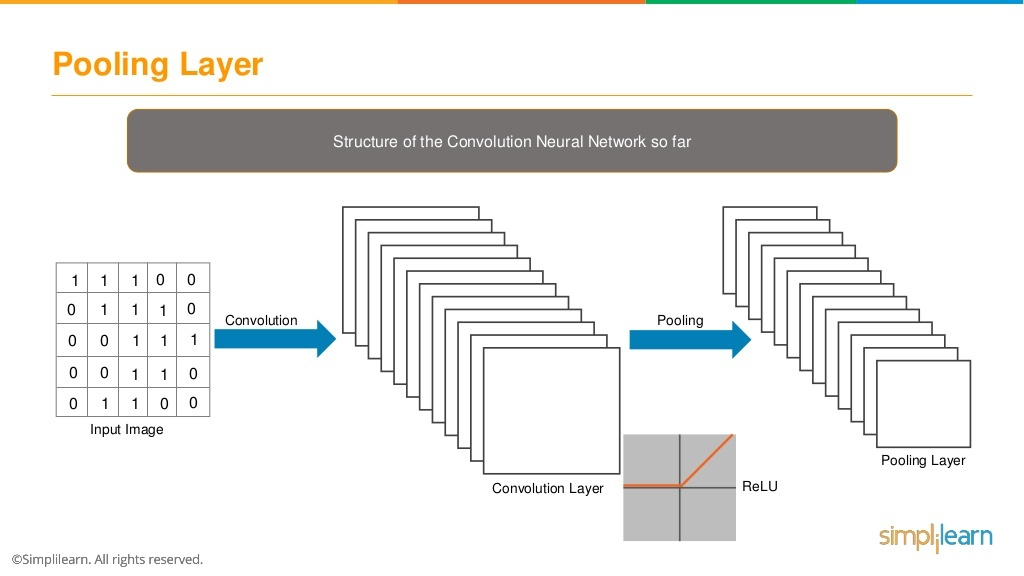 Pooling Layer
Structure of the Convolution Neural Network so far
1 1 1 0 0
0 1 1 1 0
0 0 1 1 1
0 0 1 1 0
0 1 1 0 0
Input Image
Convolution
Convolution Layer
ReLU
Pooling
Pooling Layer
simplilearn
©Simplilearn. All rights reserved.